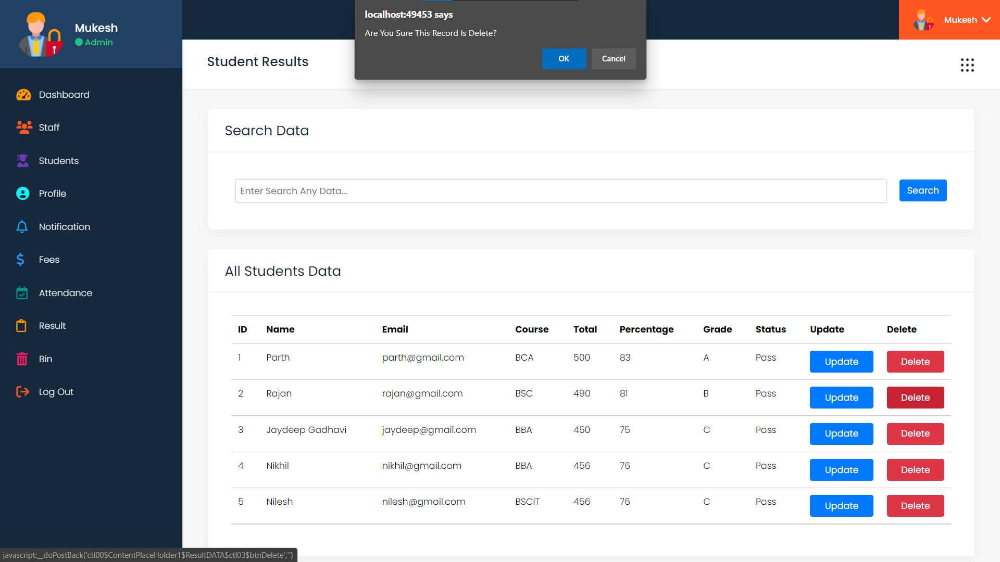 Mukesh
Admin
localhost:49453 says
Are You Sure This Record Is Delete?
OK Cancel
Mukesh
Student Results
Dashboard
Staff
Students
Profile
Notification
Fees
Attendance
Result
Bin
Log Out
Search Data
Enter Search Any Data...
Search
All Students Data
ID Name Email Course Total Percentage Grade Status Update Delete
1 Parth parth@gmail.com BCA 500 83 A Pass Update Delete
2 Rajan rajan@gmail.com BSC 490 81 B Pass Update Delete
3 Jaydeep Gadhavi jaydeep@gmail.com BBA 450 75 C Pass Update Delete
4 Nikhil nikhil@gmail.com BBA 456 76 C Pass Update Delete
5 Nilesh nilesh@gmail.com BSCIT 456 76 C Pass Update Delete
javascript:__doPostBack('ctl00$ContentPlaceHolder1$ResultDATA$ctl03$btnDelete','')